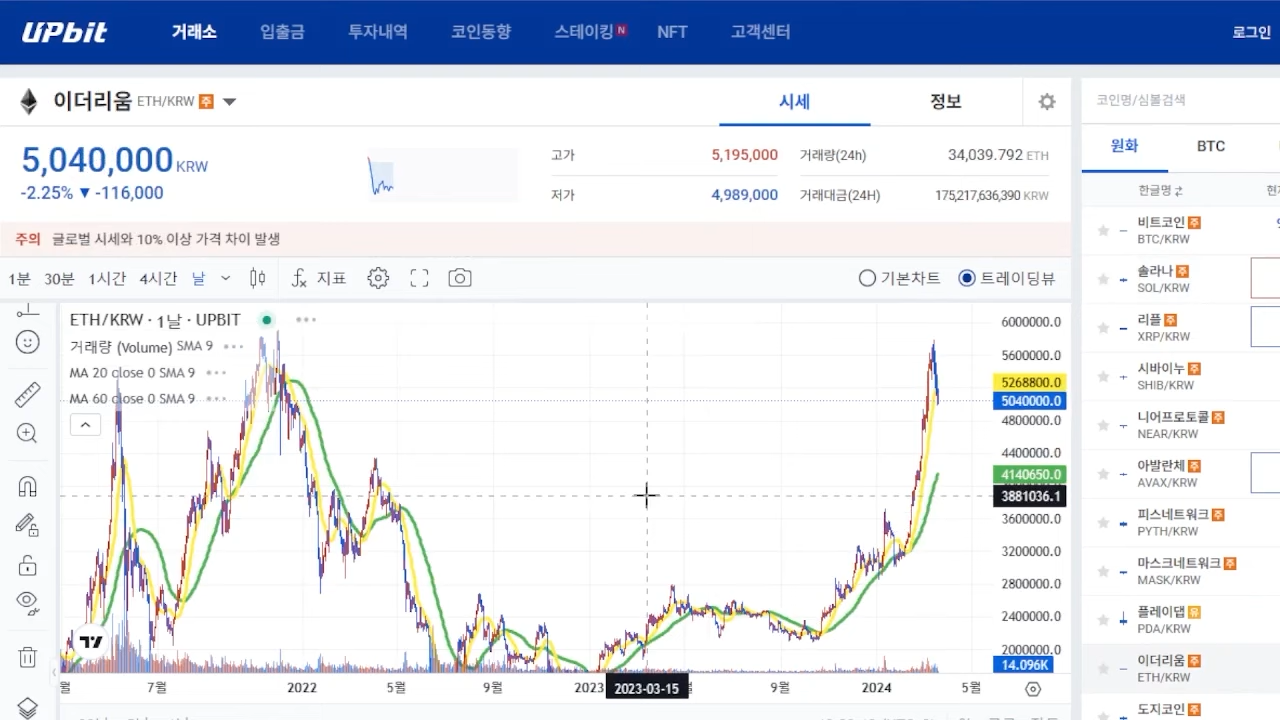 UPbit 거래소 입출금 투자내역 코인동향 스테이킹 N NFT 고객센터 로그인
이더리움 ETH/KRW 주
시세 정보
5,040,000 KRW
-2.25% ▼ -116,000
고가 5,195,000
저가 4,989,000
거래량(24h) 34,039.792 ETH
거래대금(24H) 175,217,636,390 KRW
주의 글로벌 시세와 10% 이상 가격 차이 발생
1분 30분 1시간 4시간 날 지표 기본차트 트레이딩뷰
ETH/KRW · 1날 · UPBIT
거래량 (Volume) SMA 9
MA 20 close 0 SMA 9
MA 60 close 0 SMA 9
6000000.0
5600000.0
5268800.0
5040000.0
4800000.0
4400000.0
4140650.0
3881036.1
3600000.0
3200000.0
2800000.0
2400000.0
2000000.0
14.096K
월 7월 2022 5월 9월 2023 2023-03-15 9월 2024 5월
코인명/심볼검색
원화 BTC
한글명
비트코인 주
BTC/KRW
솔라나 주
SOL/KRW
리플 주
XRP/KRW
시바이누 주
SHIB/KRW
니어프로토콜 주
NEAR/KRW
아발란체 주
AVAX/KRW
피스네트워크 주
PYTH/KRW
마스크네트워크 주
MASK/KRW
플레이댑 유
PDA/KRW
이더리움 주
ETH/KRW
도지코인 주